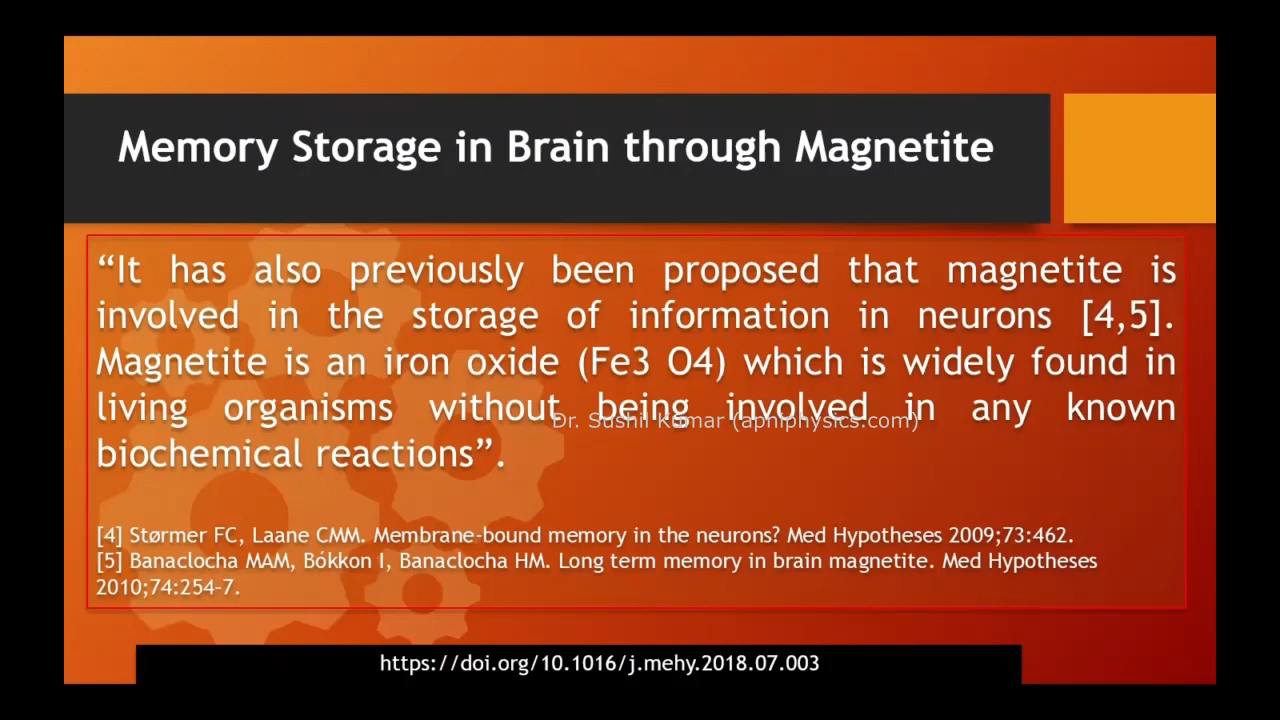 Memory Storage in Brain through Magnetite
“It has also previously been proposed that magnetite is
involved in the storage of information in neurons [4,5].
Magnetite is an iron oxide (Fe3 O4) which is widely found in
living organisms without being involved in any known
Dr. Sushil Kumar (apniphysics.com)
biochemical reactions”.
[4] Størmer FC, Laane CMM. Membrane-bound memory in the neurons? Med Hypotheses 2009;73:462.
[5] Banaclocha MAM, Bókkon I, Banaclocha HM. Long term memory in brain magnetite. Med Hypotheses
2010;74:254–7.
https://doi.org/10.1016/j.mehy.2018.07.003